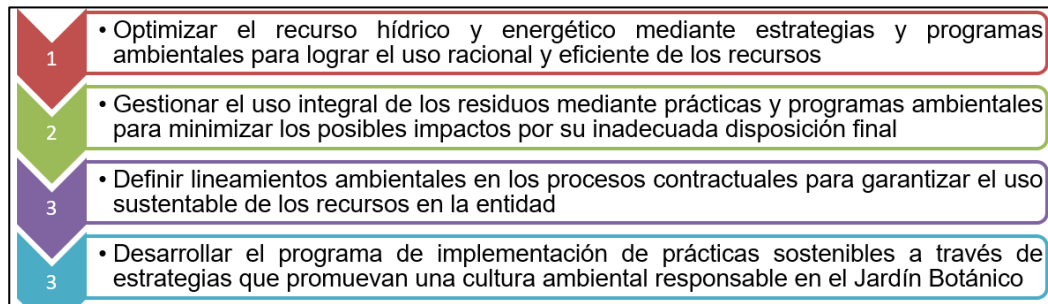 1
• Optimizar el recurso hídrico y energético mediante estrategias y programas
ambientales para lograr el uso racional y eficiente de los recursos
2
• Gestionar el uso integral de los residuos mediante prácticas y programas ambientales
para minimizar los posibles impactos por su inadecuada disposición final
3
• Definir lineamientos ambientales en los procesos contractuales para garantizar el uso
sustentable de los recursos en la entidad
3
• Desarrollar el programa de implementación de prácticas sostenibles a través de
estrategias que promuevan una cultura ambiental responsable en el Jardín Botánico